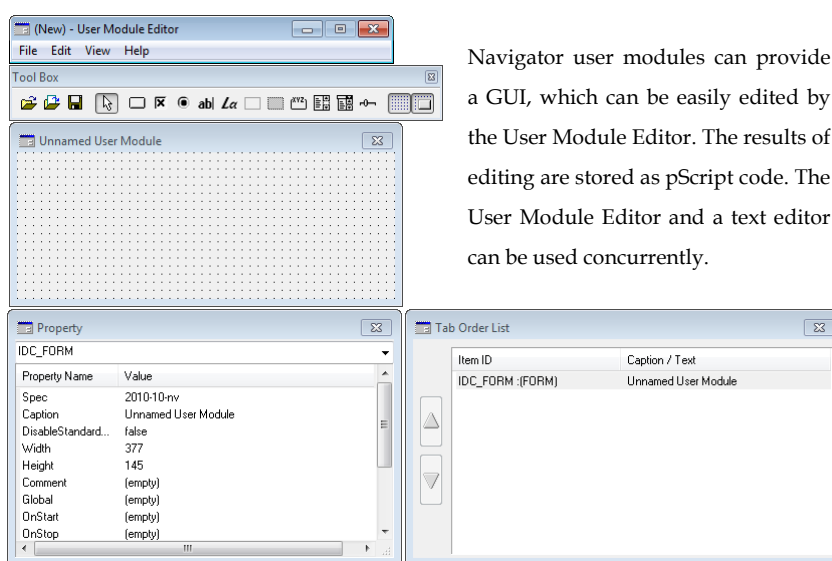 (New) - User Module Editor
File Edit View Help
Tool Box
ab| Lα XYZ
Unnamed User Module
Navigator user modules can provide
a GUI, which can be easily edited by
the User Module Editor. The results of
editing are stored as pScript code. The
User Module Editor and a text editor
can be used concurrently.
Property
IDC_FORM
Property Name Value
Spec 2010-10-nv
Caption Unnamed User Module
DisableStandard... false
Width 377
Height 145
Comment (empty)
Global (empty)
OnStart (empty)
OnStop (empty)
Tab Order List
Item ID Caption / Text
IDC_FORM :(FORM) Unnamed User Module